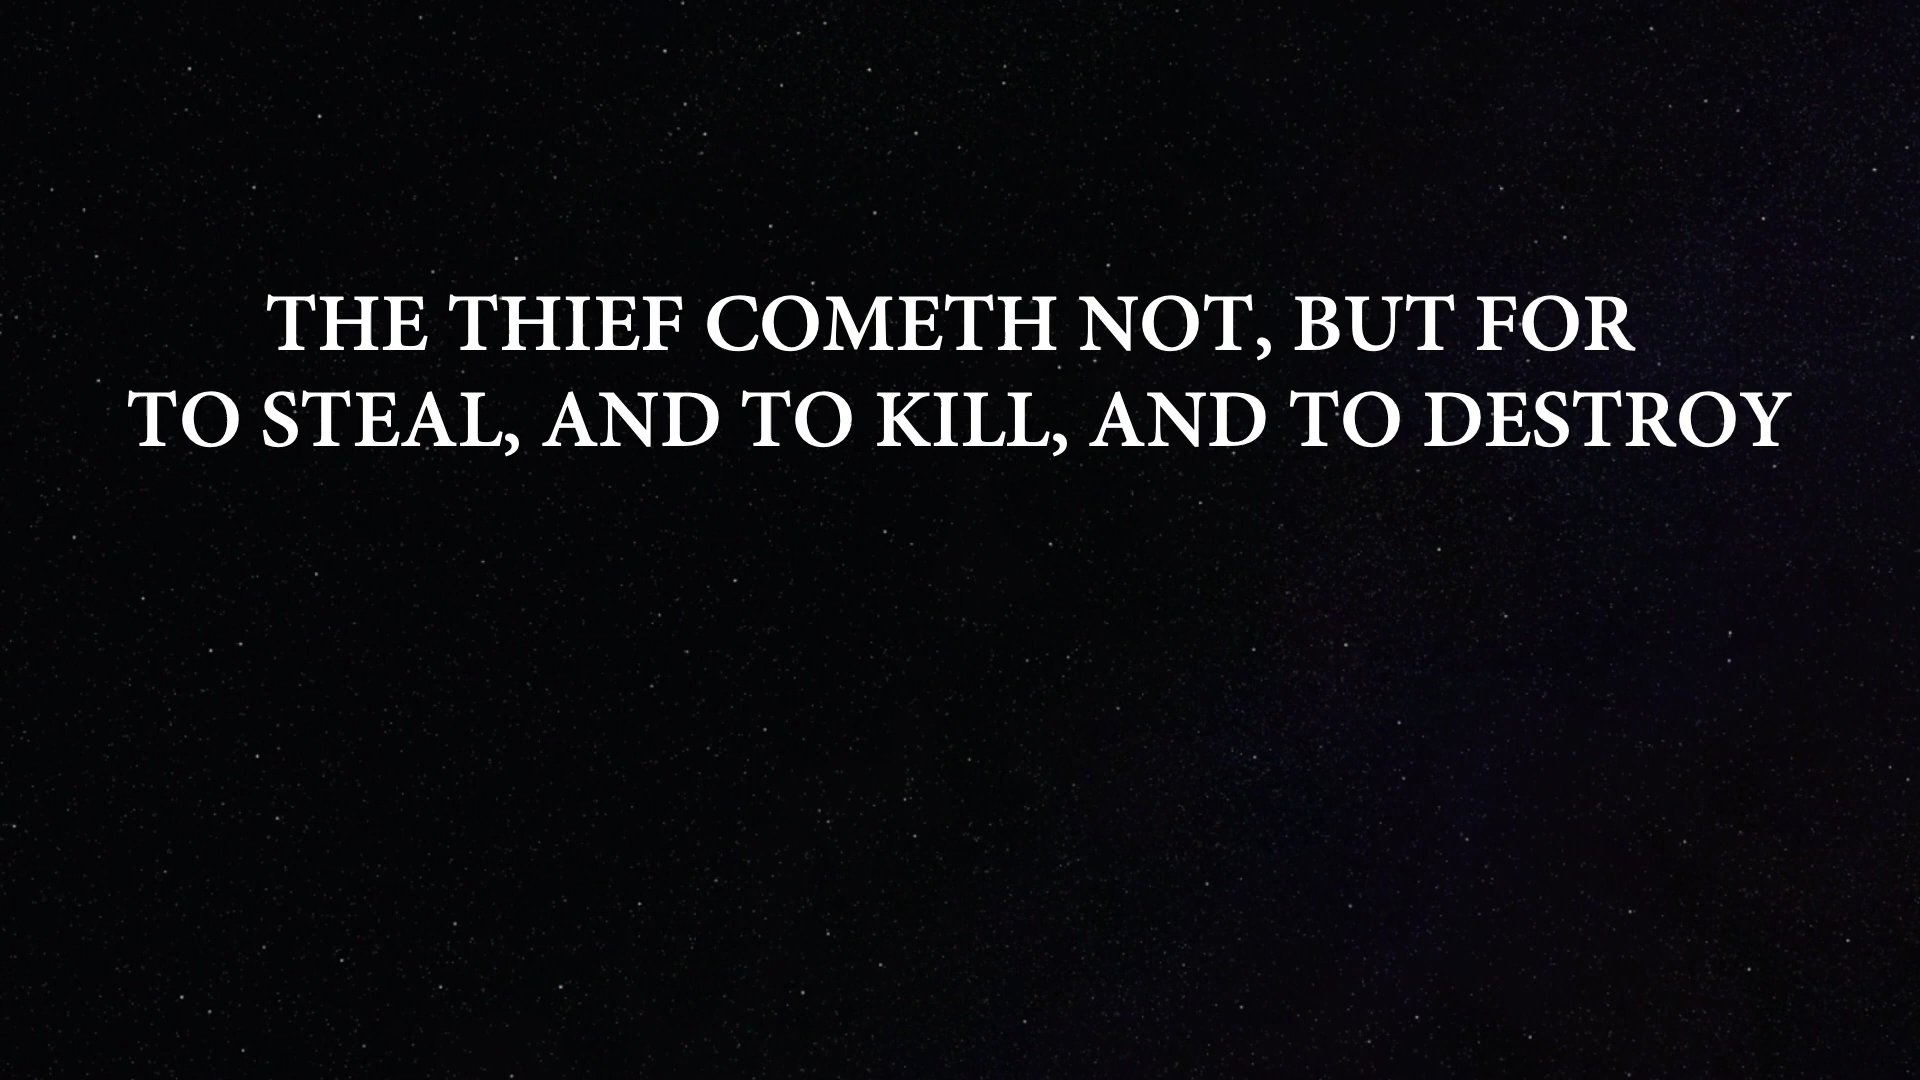 THE THIEF COMETH NOT, BUT FOR
TO STEAL, AND TO KILL, AND TO DESTROY